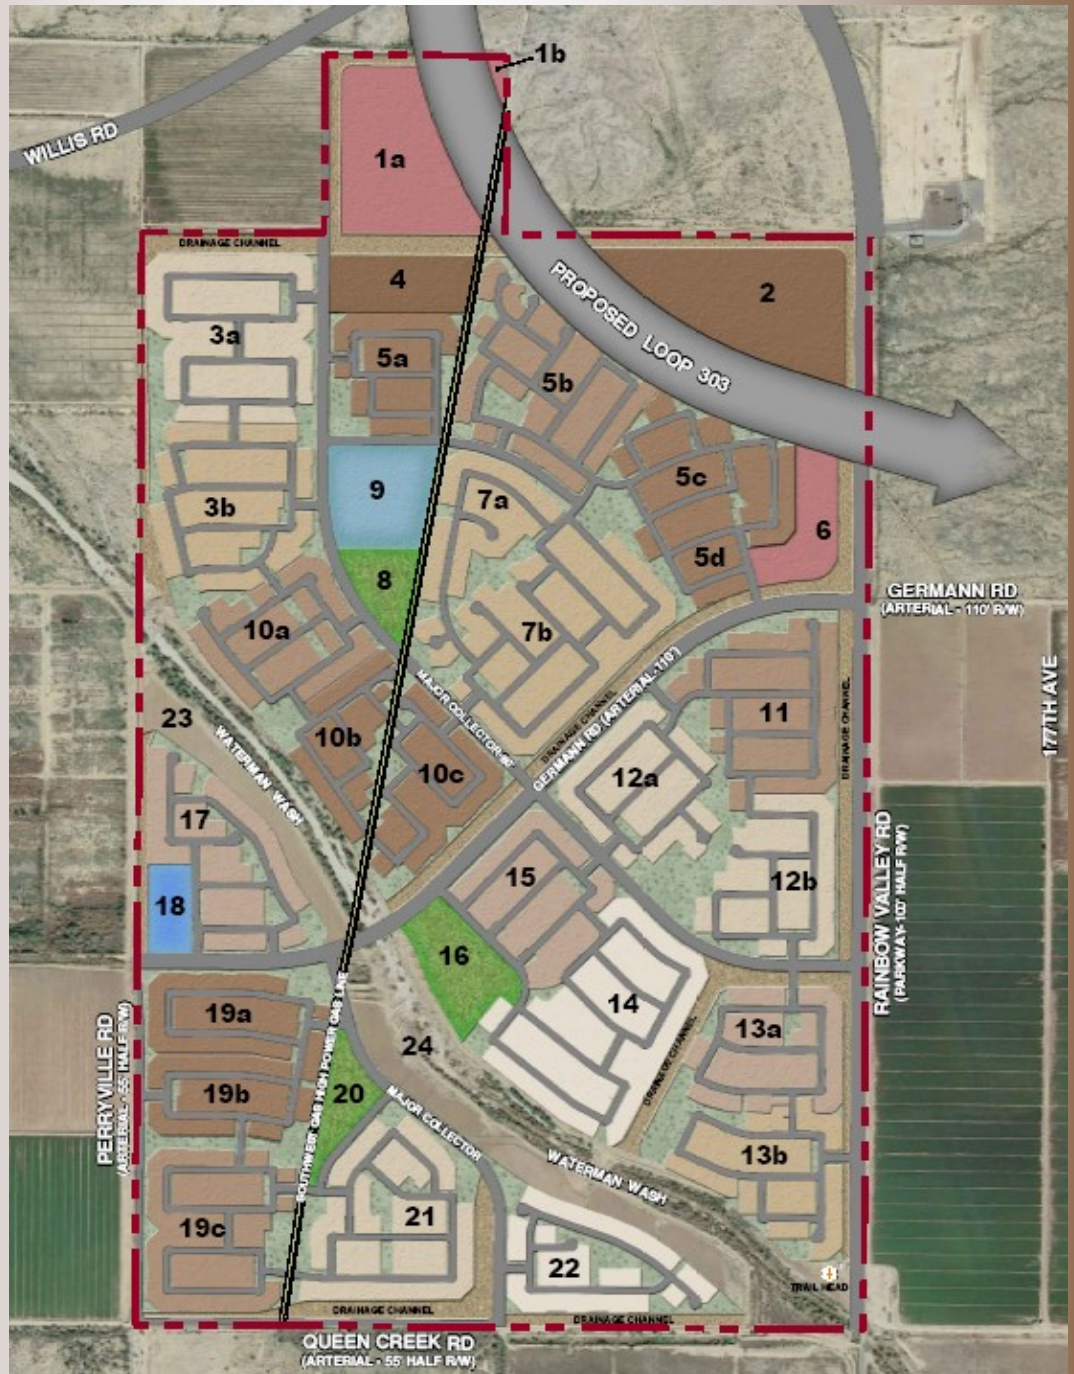 1b
WILLIS RD
1a
DRAINAGE CHANNEL
4
2
PROPOSED LOOP 303
3a
5a
5b
9
7a
5c
6
3b
5d
8
GERMANN RD
(ARTERIAL - 110' R/W)
10a
7b
177TH AVE
MAJOR COLLECTOR-80'
DRAINAGE CHANNEL
GERMANN RD (ARTERIAL-110')
11
DRAINAGE CHANNEL
23
WATERMAN WASH
10b
10c
12a
17
15
12b
18
RAINBOW VALLEY RD
(PARKWAY- 100' HALF R/W)
16
14
19a
13a
PERRYVILLE RD
(ARTERIAL - 55' HALF R/W)
SOUTHWEST GAS HIGH POWER GAS LINE
24
DRAINAGE CHANNEL
19b
20
MAJOR COLLECTOR
13b
WATERMAN WASH
19c
21
22
TRAIL HEAD
DRAINAGE CHANNEL
DRAINAGE CHANNEL
QUEEN CREEK RD
(ARTERIAL - 55' HALF R/W)